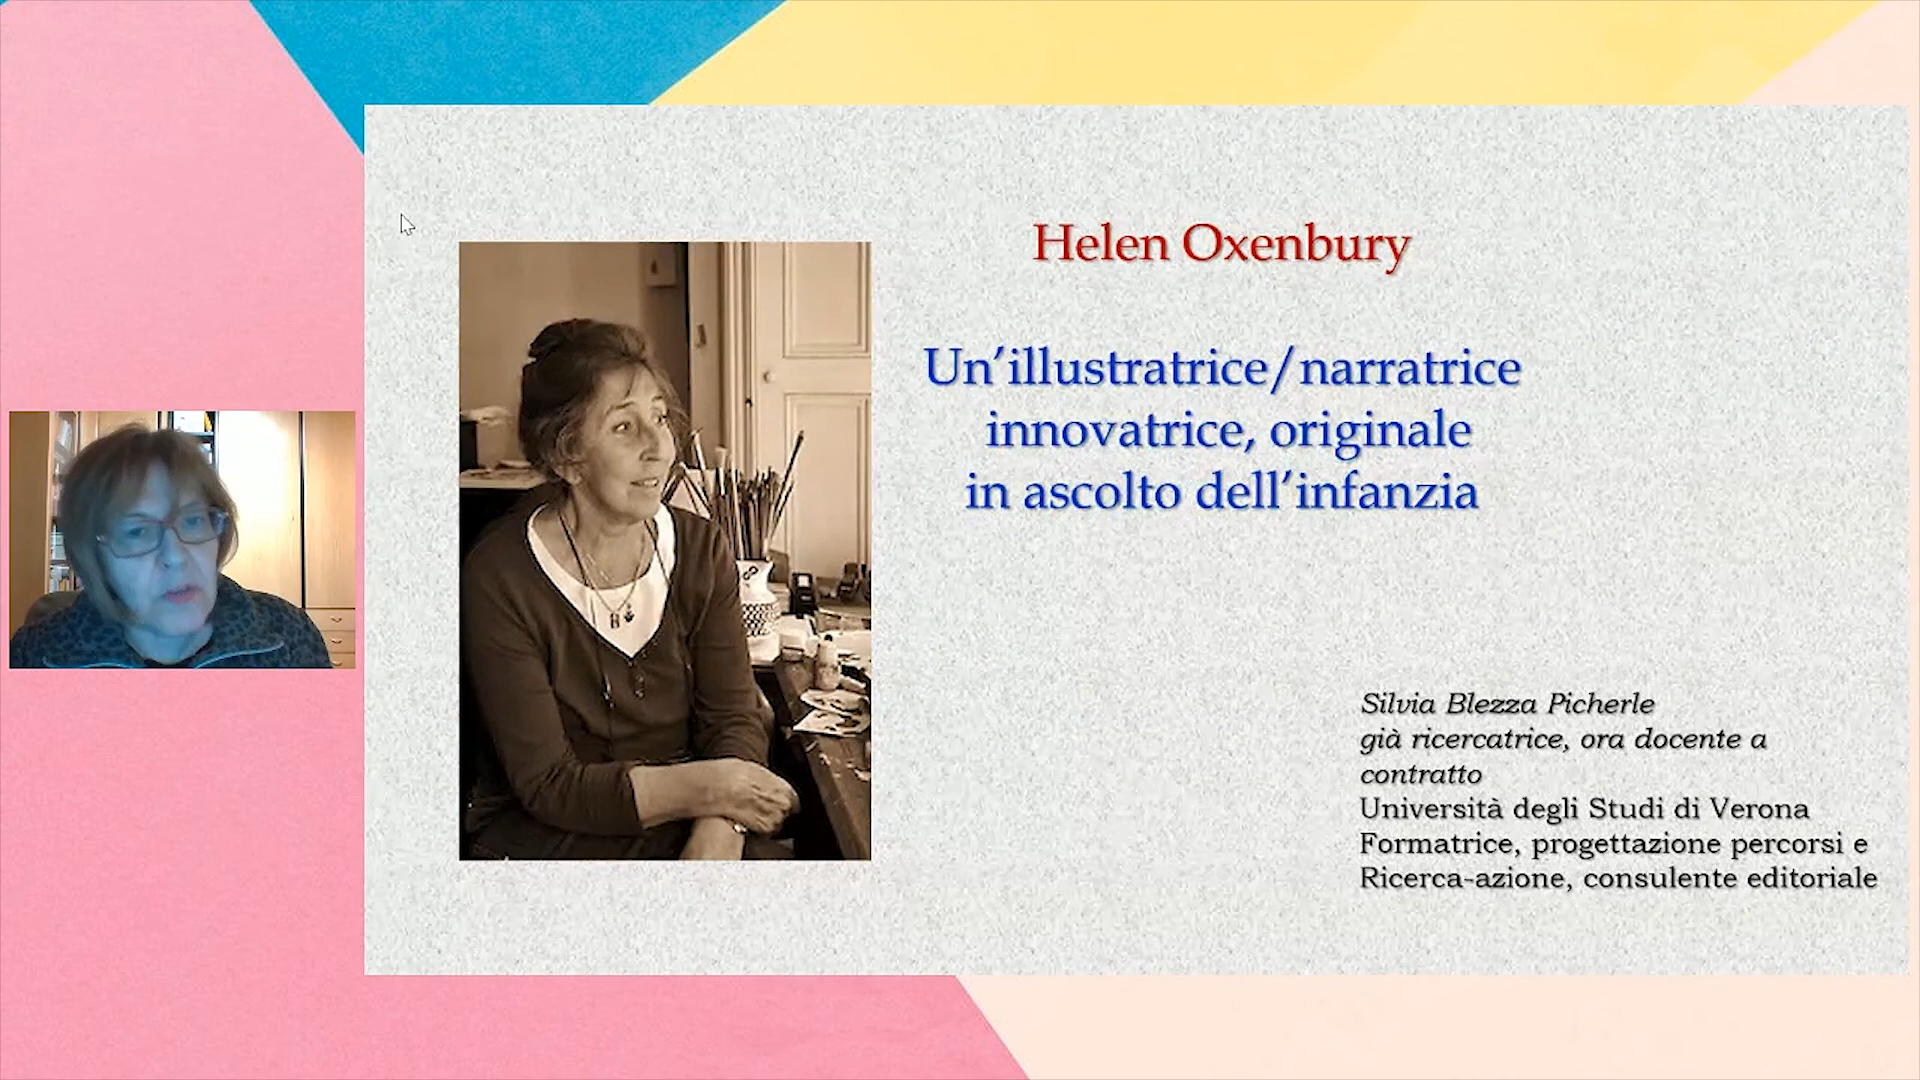 Helen Oxenbury
Un’illustratrice/narratrice
innovatrice, originale
in ascolto dell’infanzia
Silvia Blezza Picherle
già ricercatrice, ora docente a
contratto
Università degli Studi di Verona
Formatrice, progettazione percorsi e
Ricerca-azione, consulente editoriale